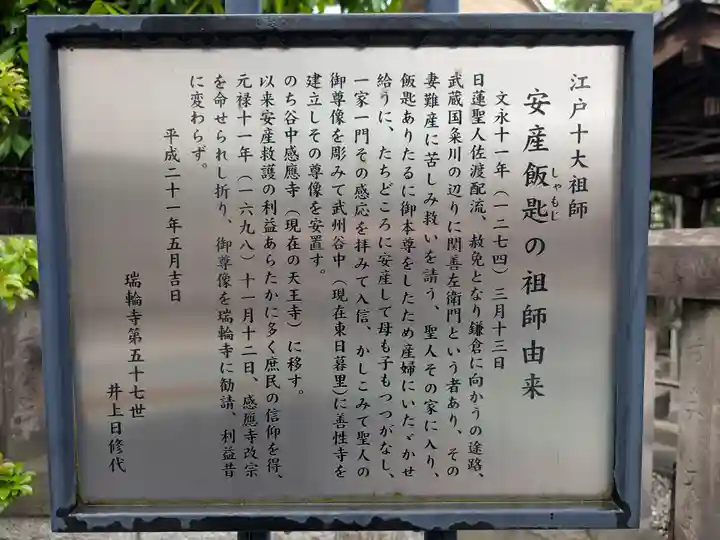 江戸十大祖師
安産飯匙の祖師由来
しゃもじ
文永十一年（一二七四）三月十三日
日蓮聖人佐渡配流、赦免となり鎌倉に向かうの途路、
武蔵国粂川の辺りに関善左衛門という者あり、その
妻難産に苦しみ救いを請う、聖人その家に入り、
飯匙ありたるに御本尊をしたため産婦にいたゞかせ
給うに、たちどころに安産して母も子もつつがなし、
一家一門その感応を拝みて入信、かしこみて聖人の
御尊像を彫みて武州谷中（現在東日暮里）に善性寺を
建立しその尊像を安置す。
のち谷中感應寺（現在の天王寺）に移す。
以来安産救護の利益あらたかに多く庶民の信仰を得、
元禄十一年（一六九八）十一月十二日、感應寺改宗
を命せられし折り、御尊像を瑞輪寺に勧請、利益昔
に変わらず。
平成二十一年五月吉日
瑞輪寺第五十七世
井上日修代